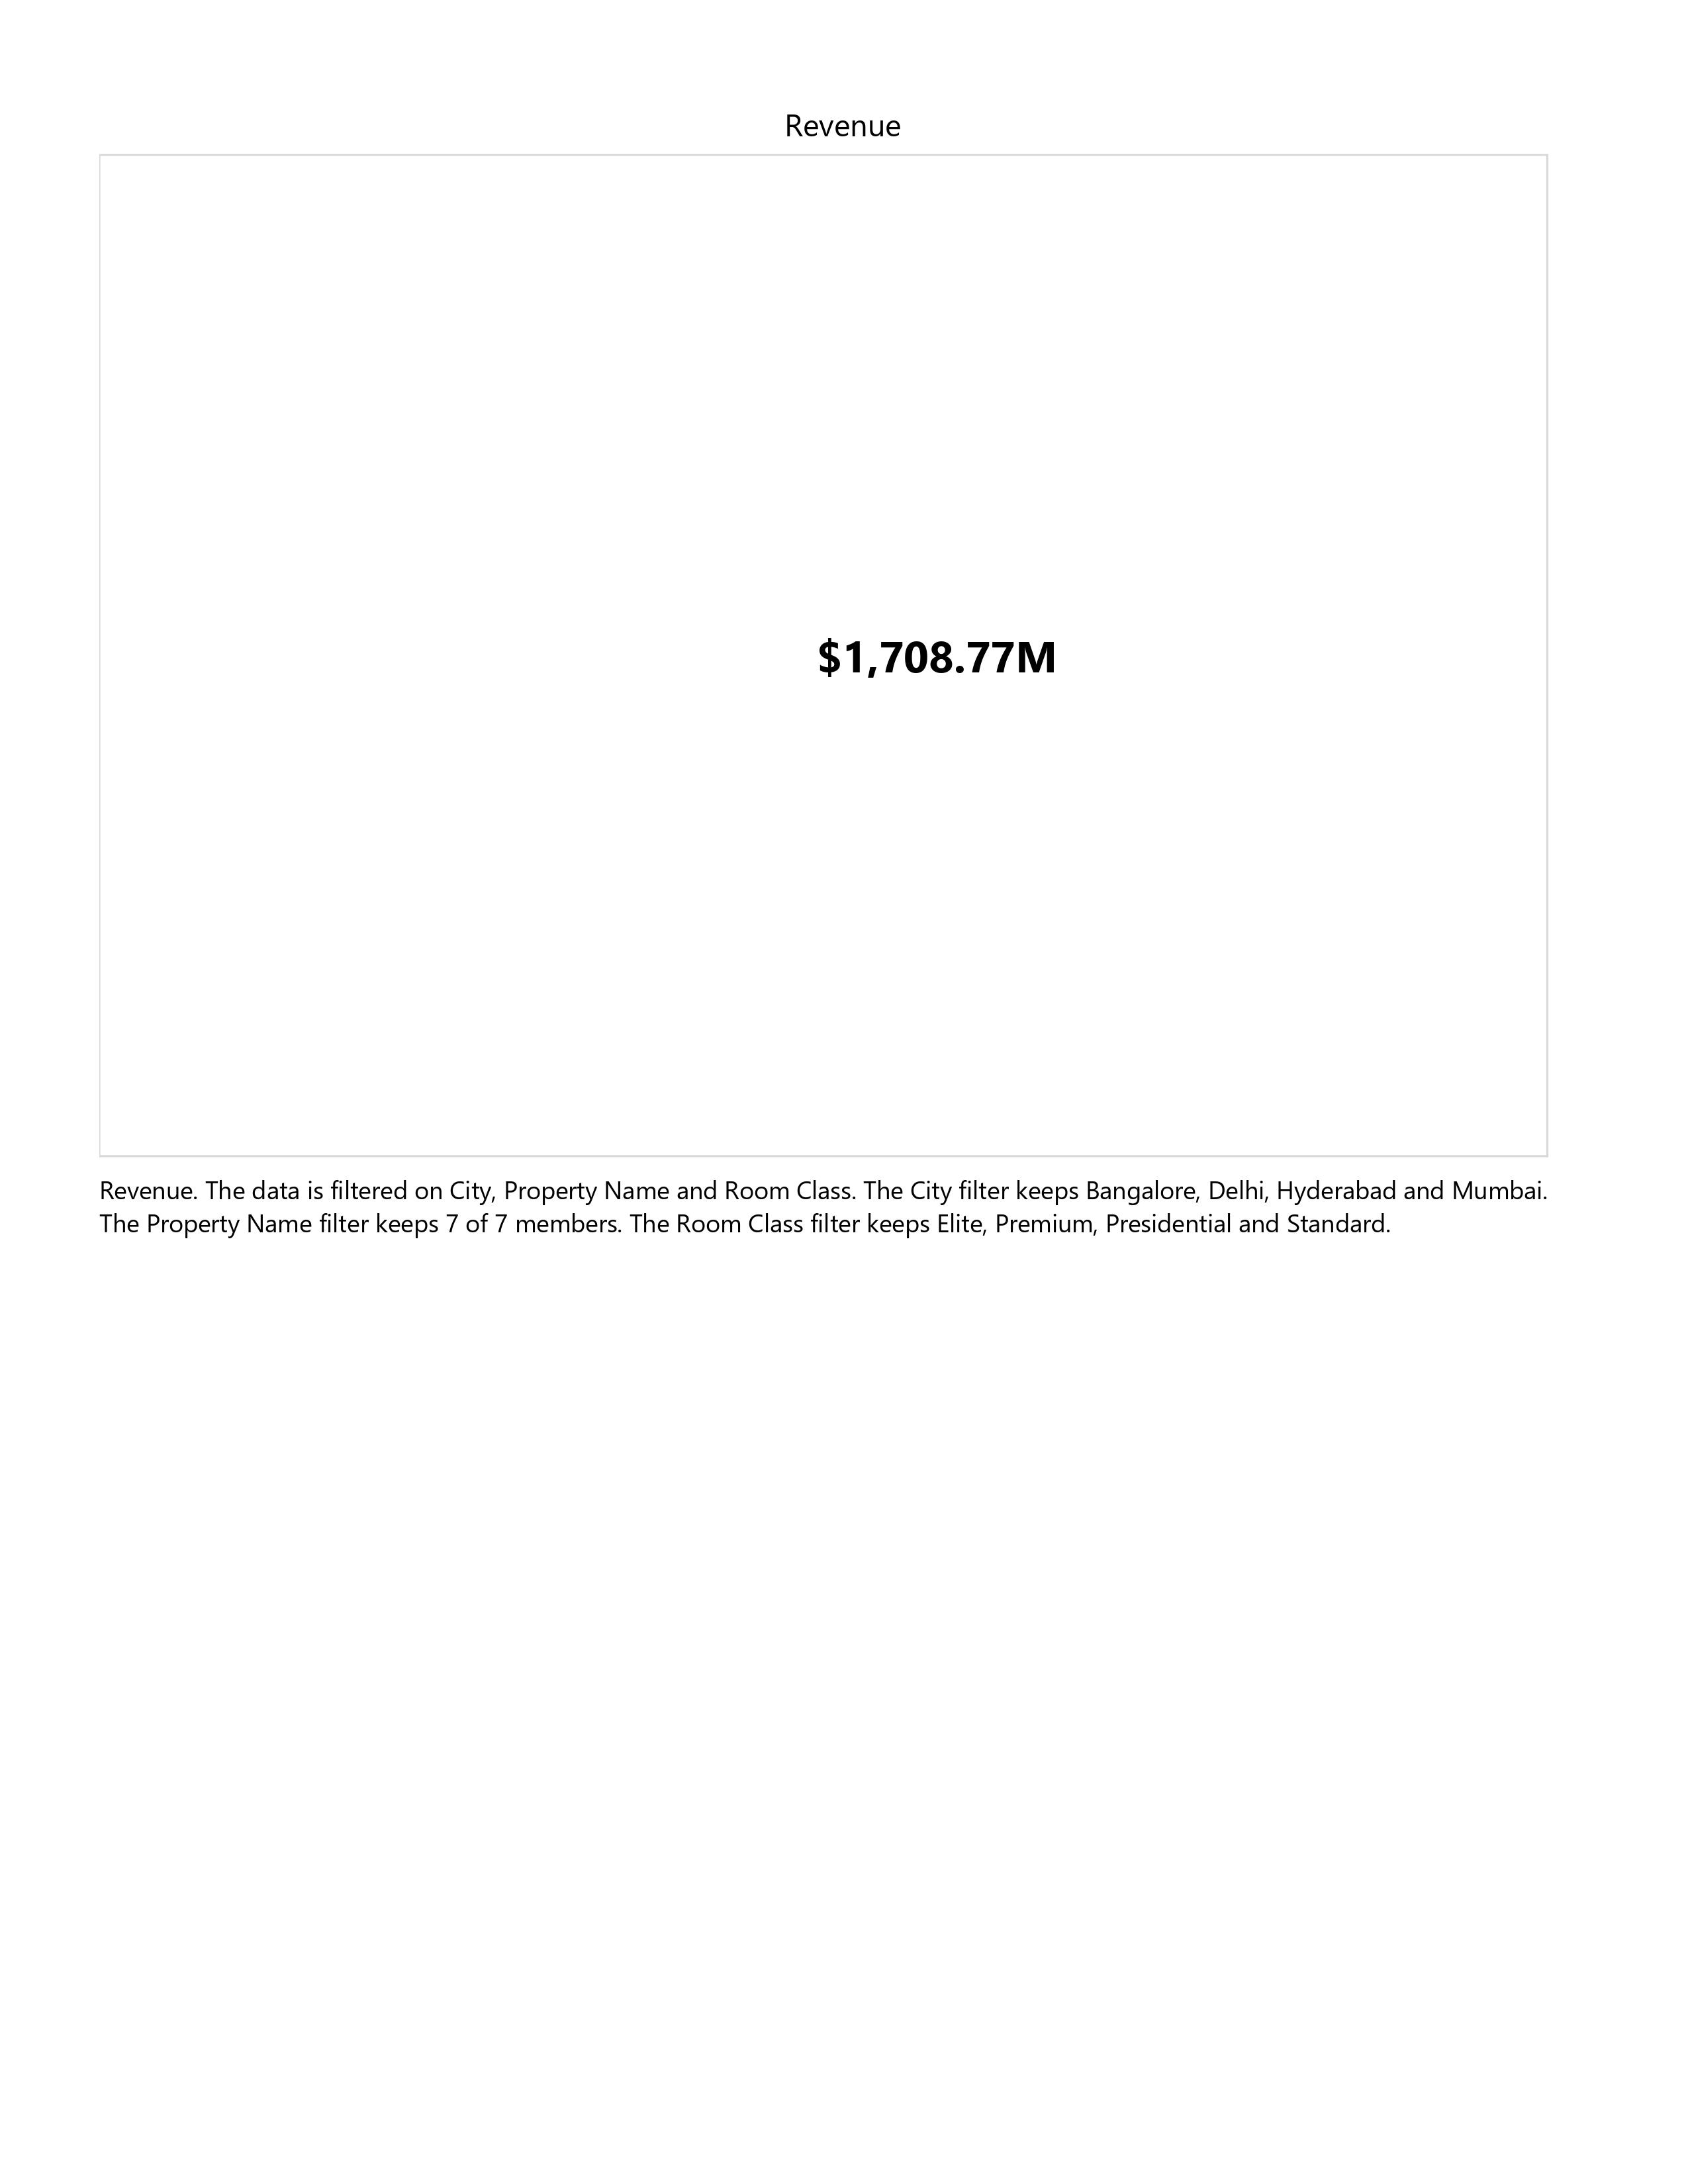 Revenue
$1,708.77M
Revenue. The data is filtered on City, Property Name and Room Class. The City filter keeps Bangalore, Delhi, Hyderabad and Mumbai.
The Property Name filter keeps 7 of 7 members. The Room Class filter keeps Elite, Premium, Presidential and Standard.